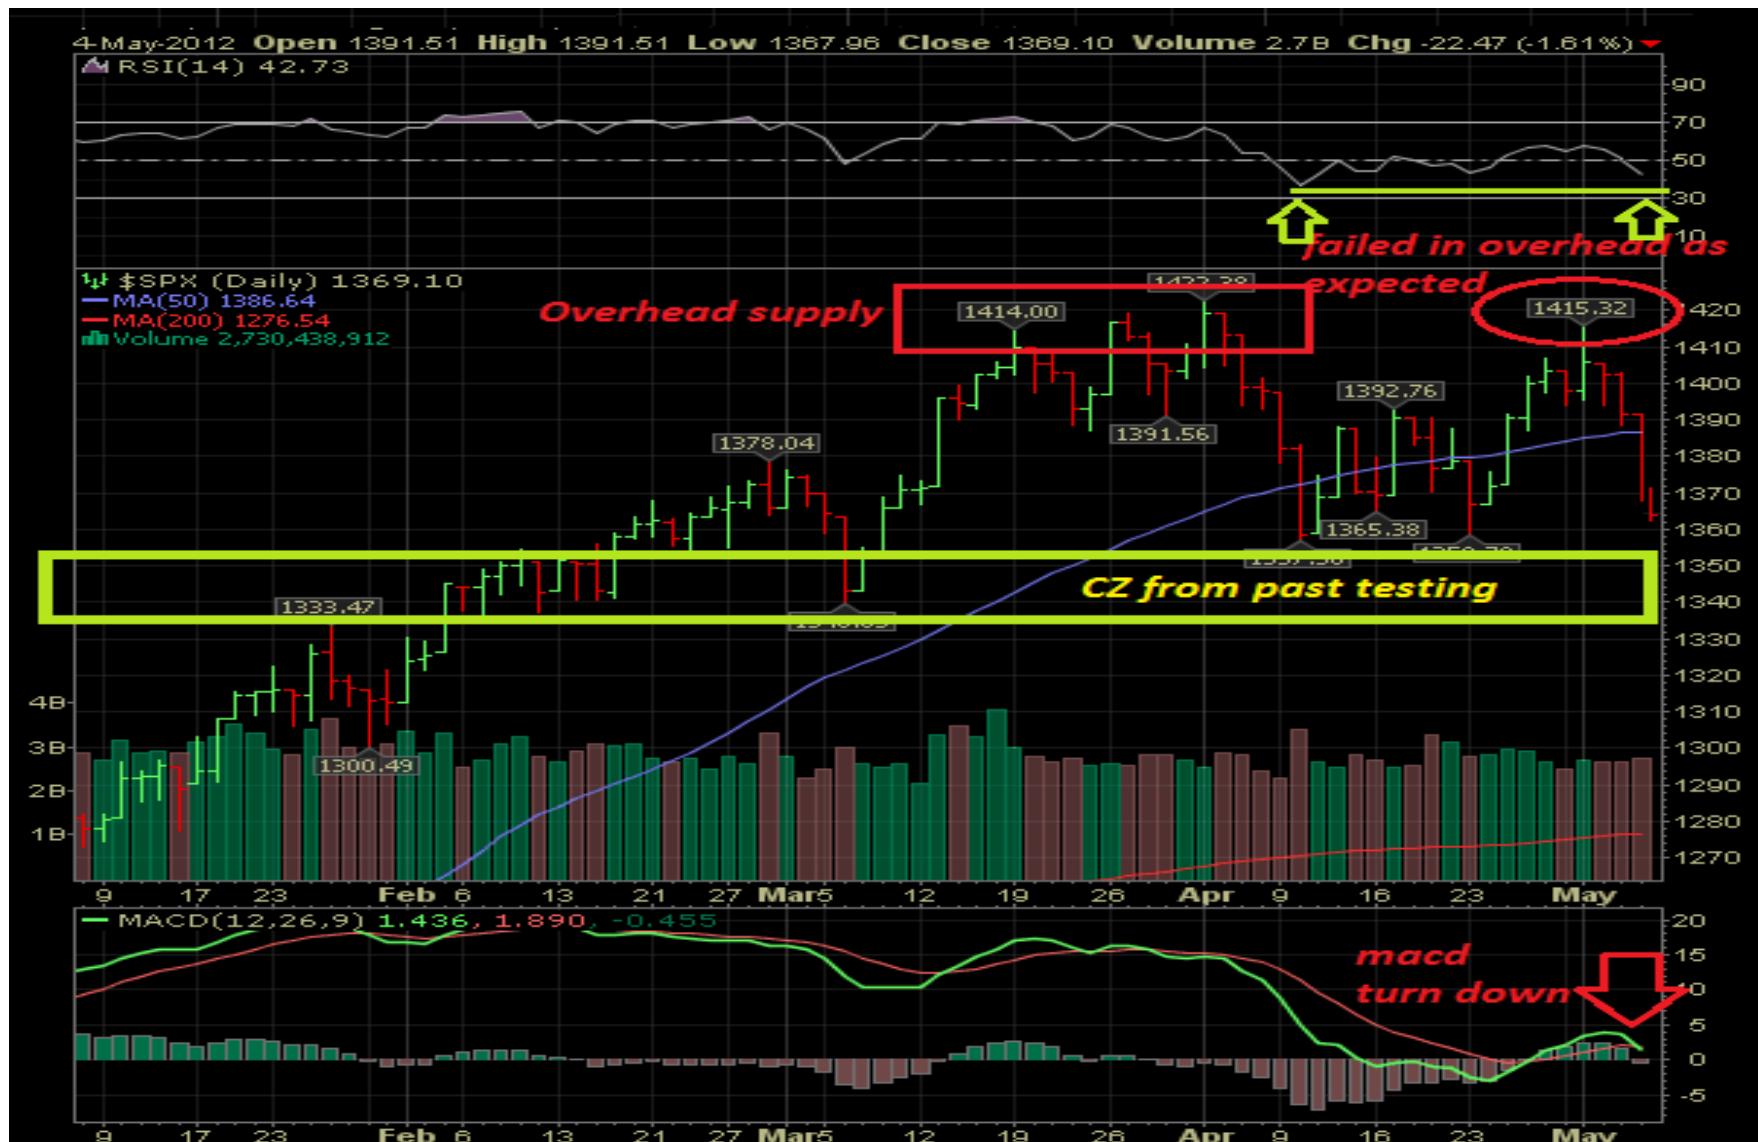 4-May-2012 Open 1391.51 High 1391.51 Low 1367.96 Close 1369.10 Volume 2.7B Chg -22.47 (-1.61%)
RSI(14) 42.73
90
70
50
30
10
failed in overhead as
expected
$SPX (Daily) 1369.10
MA(50) 1386.64
MA(200) 1276.54
Volume 2,730,438,912
Overhead supply
1414.00
1415.32
1392.76
1391.56
1378.04
1365.38
CZ from past testing
1333.47
1300.49
1420
1410
1400
1390
1380
1370
1360
1350
1340
1330
1320
1310
1300
1290
1280
1270
4B
3B
2B
1B
9 17 23 Feb 6 13 21 27 Mar5 12 19 26 Apr 9 16 23 May
MACD(12,26,9) 1.436, 1.890, -0.455
macd
turn down
20
15
10
5
0
-5
9 17 23 Feb 6 13 21 27 Mar5 12 19 26 Apr 9 16 23 May